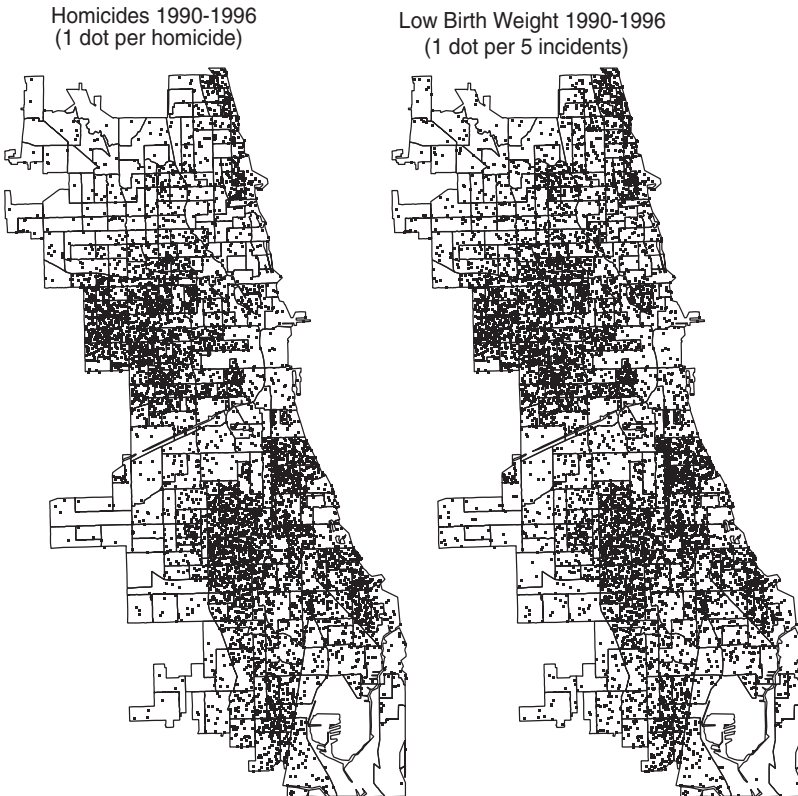 Homicides 1990-1996
(1 dot per homicide)
Low Birth Weight 1990-1996
(1 dot per 5 incidents)